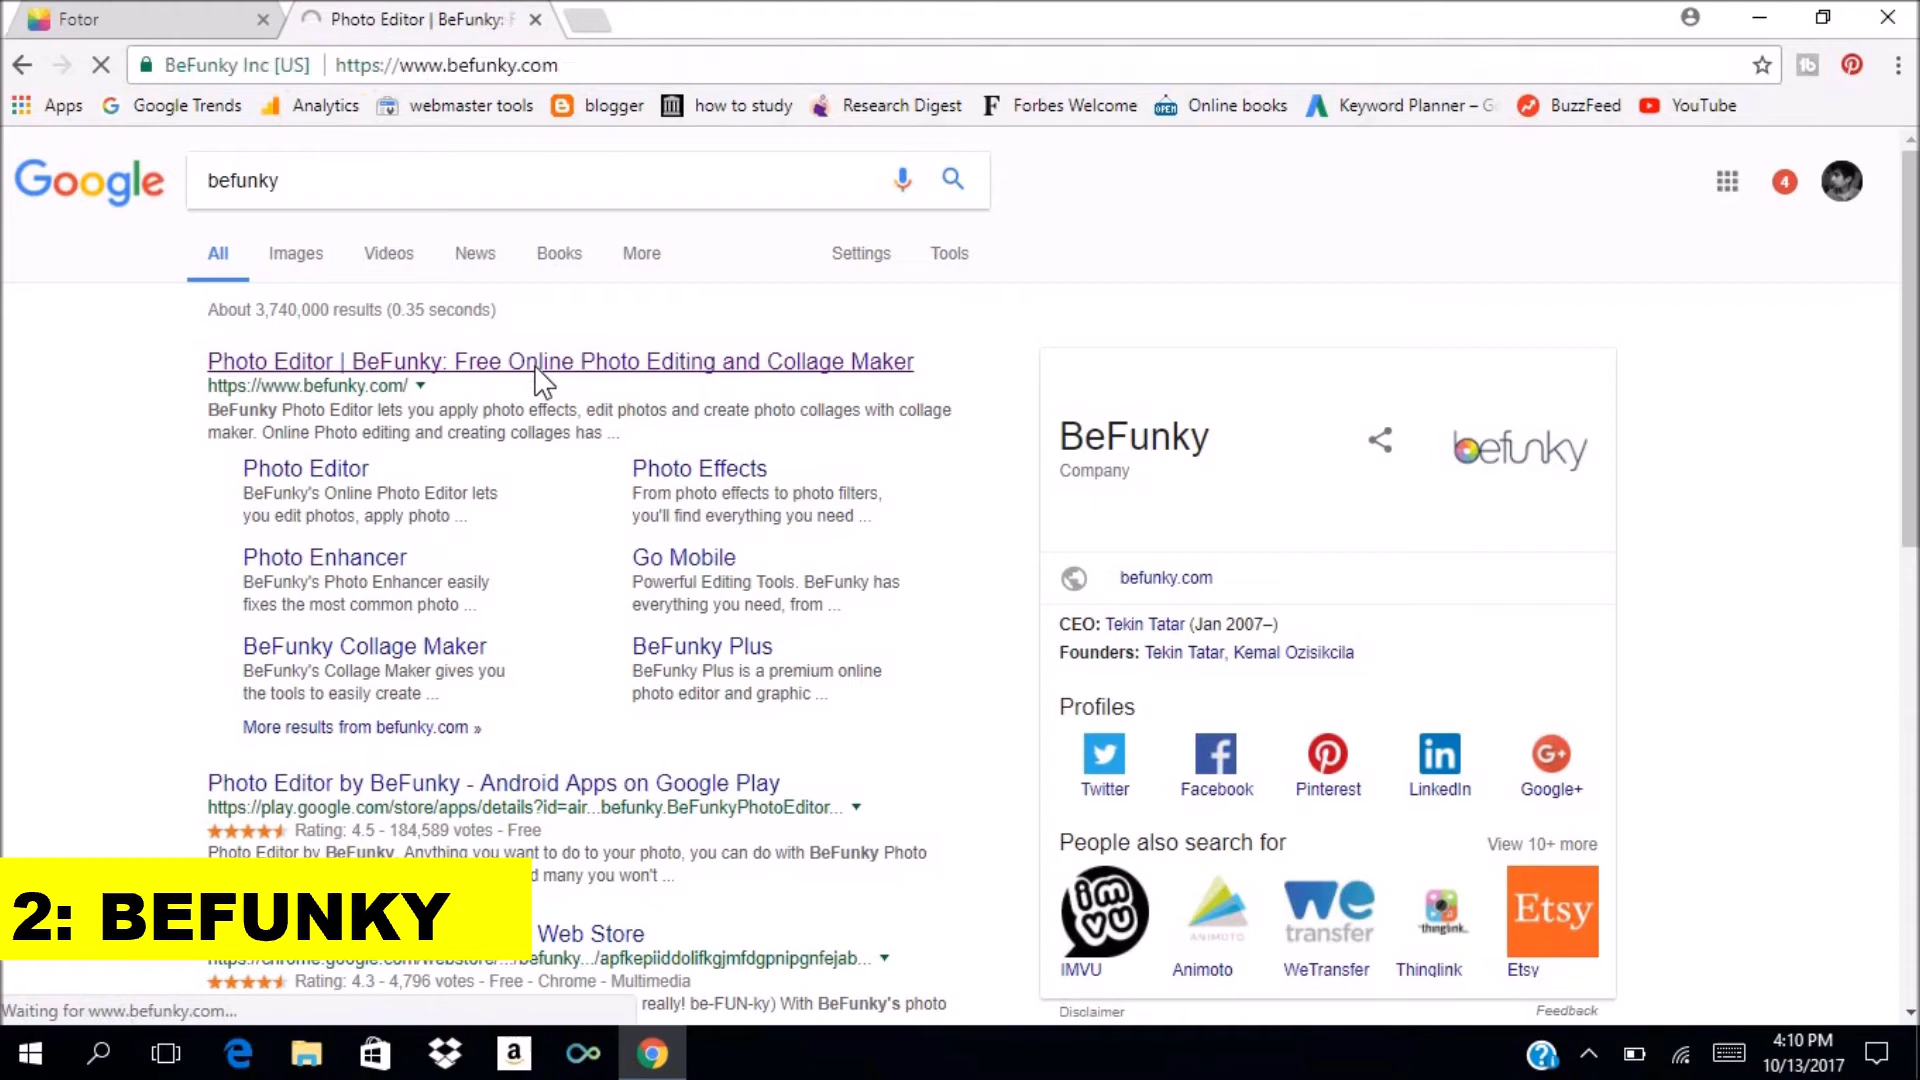 Fotor
Photo Editor | BeFunky: F
BeFunky Inc [US] | https://www.befunky.com
Apps Google Trends Analytics webmaster tools blogger how to study Research Digest Forbes Welcome Online books Keyword Planner – G BuzzFeed YouTube
Google befunky 4
All Images Videos News Books More Settings Tools
About 3,740,000 results (0.35 seconds)
Photo Editor | BeFunky: Free Online Photo Editing and Collage Maker
https://www.befunky.com/
BeFunky Photo Editor lets you apply photo effects, edit photos and create photo collages with collage
maker. Online Photo editing and creating collages has ...
Photo Editor
BeFunky's Online Photo Editor lets
you edit photos, apply photo ...
Photo Effects
From photo effects to photo filters,
you'll find everything you need ...
Photo Enhancer
BeFunky's Photo Enhancer easily
fixes the most common photo ...
Go Mobile
Powerful Editing Tools. BeFunky has
everything you need, from ...
BeFunky Collage Maker
BeFunky's Collage Maker gives you
the tools to easily create ...
BeFunky Plus
BeFunky Plus is a premium online
photo editor and graphic ...
More results from befunky.com »
Photo Editor by BeFunky - Android Apps on Google Play
https://play.google.com/store/apps/details?id=air...befunky.BeFunkyPhotoEditor...
Rating: 4.5 - 184,589 votes - Free
Photo Editor by BeFunky. Anything you want to do to your photo, you can do with BeFunky Photo
d many you won't ...
Web Store
https://chrome.google.com/webstore/.../befunky.../apfkepiiddolifkgjmfdgpnipgnfejab...
Rating: 4.3 - 4,796 votes - Free - Chrome - Multimedia
really! be-FUN-ky) With BeFunky's photo
2: BEFUNKY
Waiting for www.befunky.com...
BeFunky
Company
befunky
befunky.com
CEO: Tekin Tatar (Jan 2007–)
Founders: Tekin Tatar, Kemal Ozisikcila
Profiles
Twitter Facebook Pinterest LinkedIn Google+
People also search for View 10+ more
imvu ANIMOTO we transfer thinglink. Etsy
IMVU Animoto WeTransfer Thinglink Etsy
Disclaimer Feedback
4:10 PM
10/13/2017